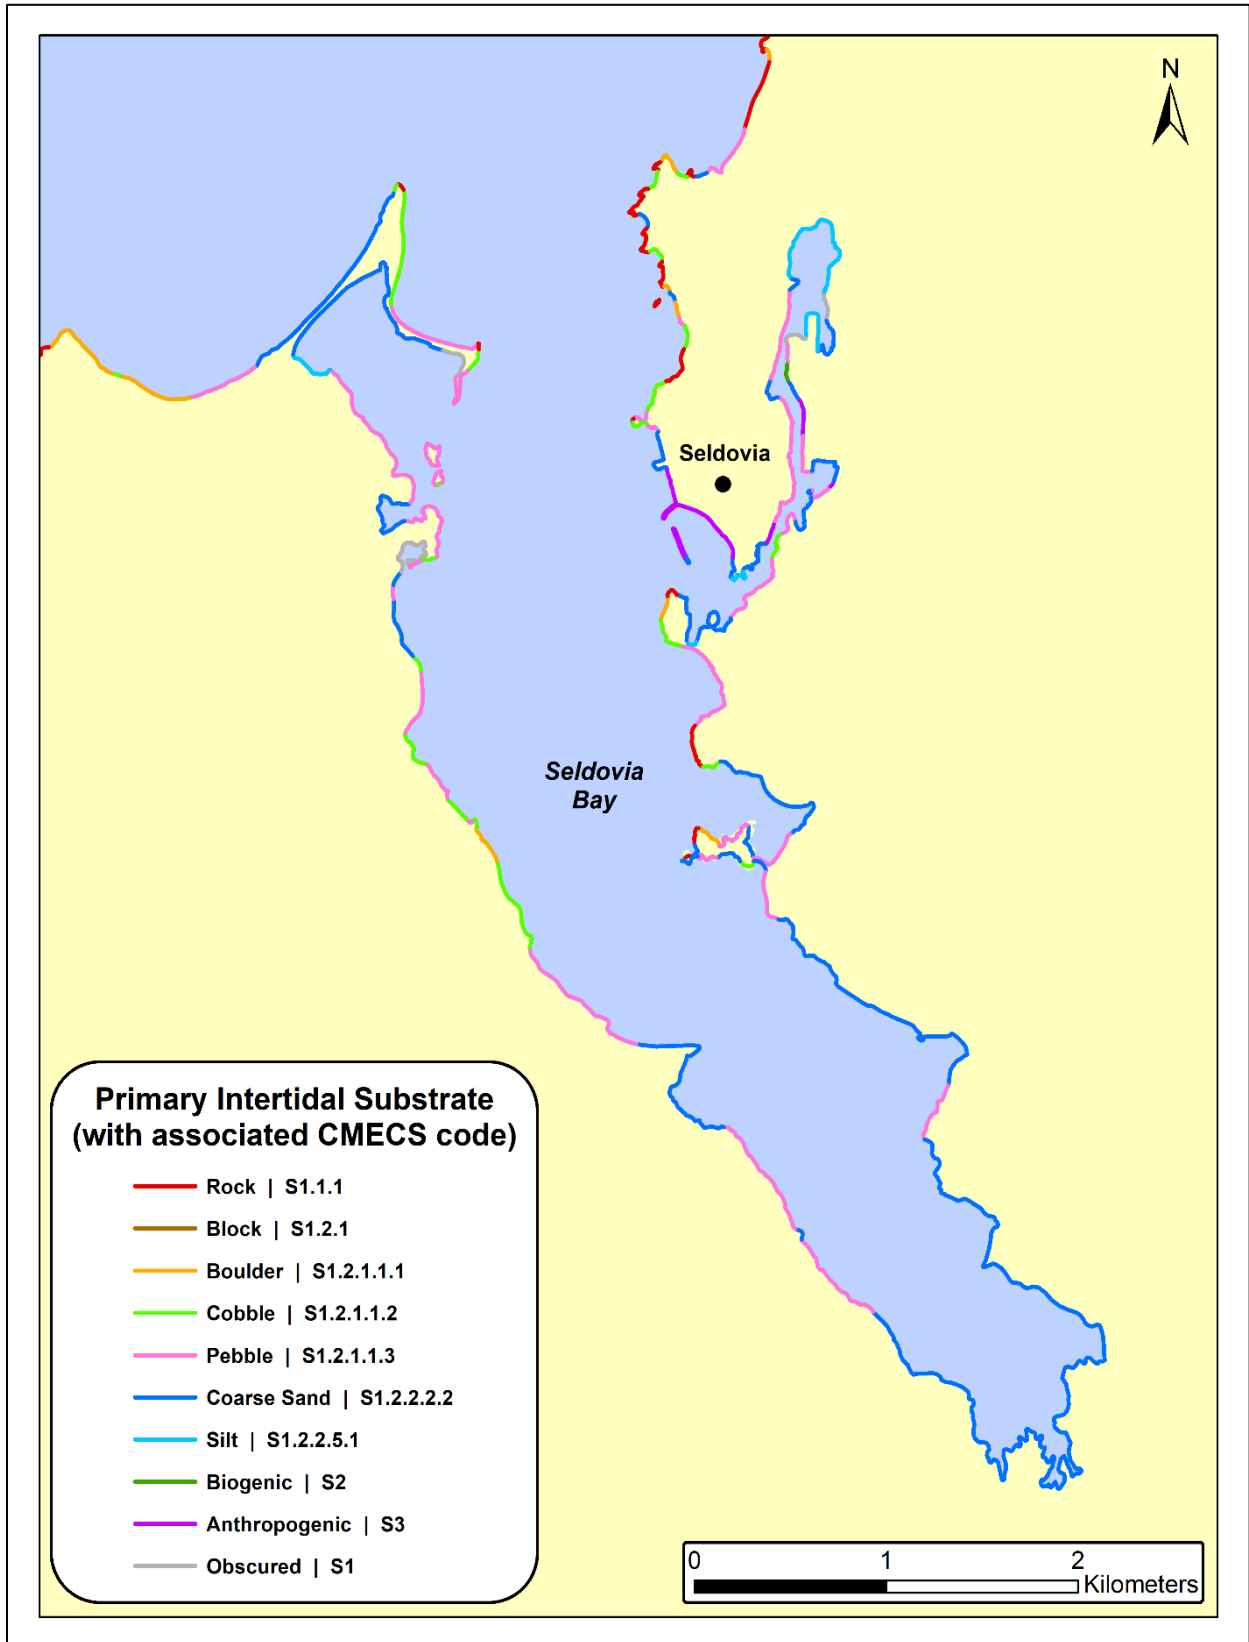 N
Seldovia
Seldovia
Bay
Primary Intertidal Substrate
(with associated CMECS code)
Rock | S1.1.1
Block | S1.2.1
Boulder | S1.2.1.1.1
Cobble | S1.2.1.1.2
Pebble | S1.2.1.1.3
Coarse Sand | S1.2.2.2.2
Silt | S1.2.2.5.1
Biogenic | S2
Anthropogenic | S3
Obscured | S1
0 1 2
Kilometers